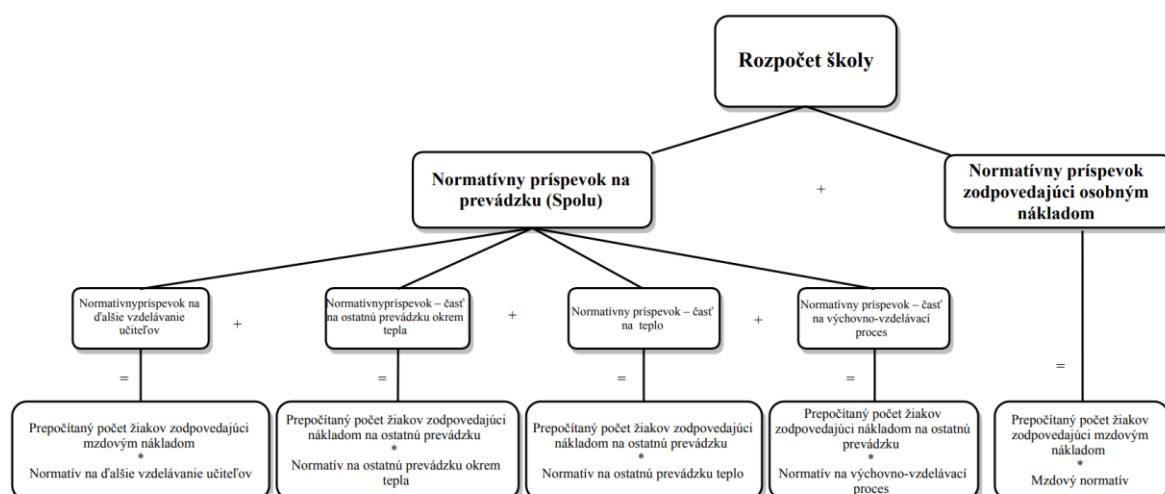 Rozpočet školy
Normatívny príspevok na
prevádzku (Spolu)
+
Normatívny príspevok
zodpovedajúci osobným
nákladom
Normatívnypríspevok na
ďalšie vzdelávanie
učiteľov
+
Normatívnypríspevok – časť
na ostatnú prevádzku okrem
tepla
+
Normatívny príspevok – časť
na teplo
+
Normatívny príspevok – časť
na výchovno-vzdelávací
proces
=
=
=
=
=
Prepočítaný počet žiakov zodpovedajúci
mzdovým nákladom
*
Normatív na ďalšie vzdelávanie učiteľov
Prepočítaný počet žiakov zodpovedajúci
nákladom na ostatnú prevádzku
*
Normatív na ostatnú prevádzku okrem
tepla
Prepočítaný počet žiakov zodpovedajúci
nákladom na ostatnú prevádzku
*
Normatív na ostatnú prevádzku teplo
Prepočítaný počet žiakov
zodpovedajúci nákladom na ostatnú
prevádzku
*
Normatív na výchovno-vzdelávací
proces
Prepočítaný počet žiakov
zodpovedajúci mzdovým
nákladom
*
Mzdový normatív